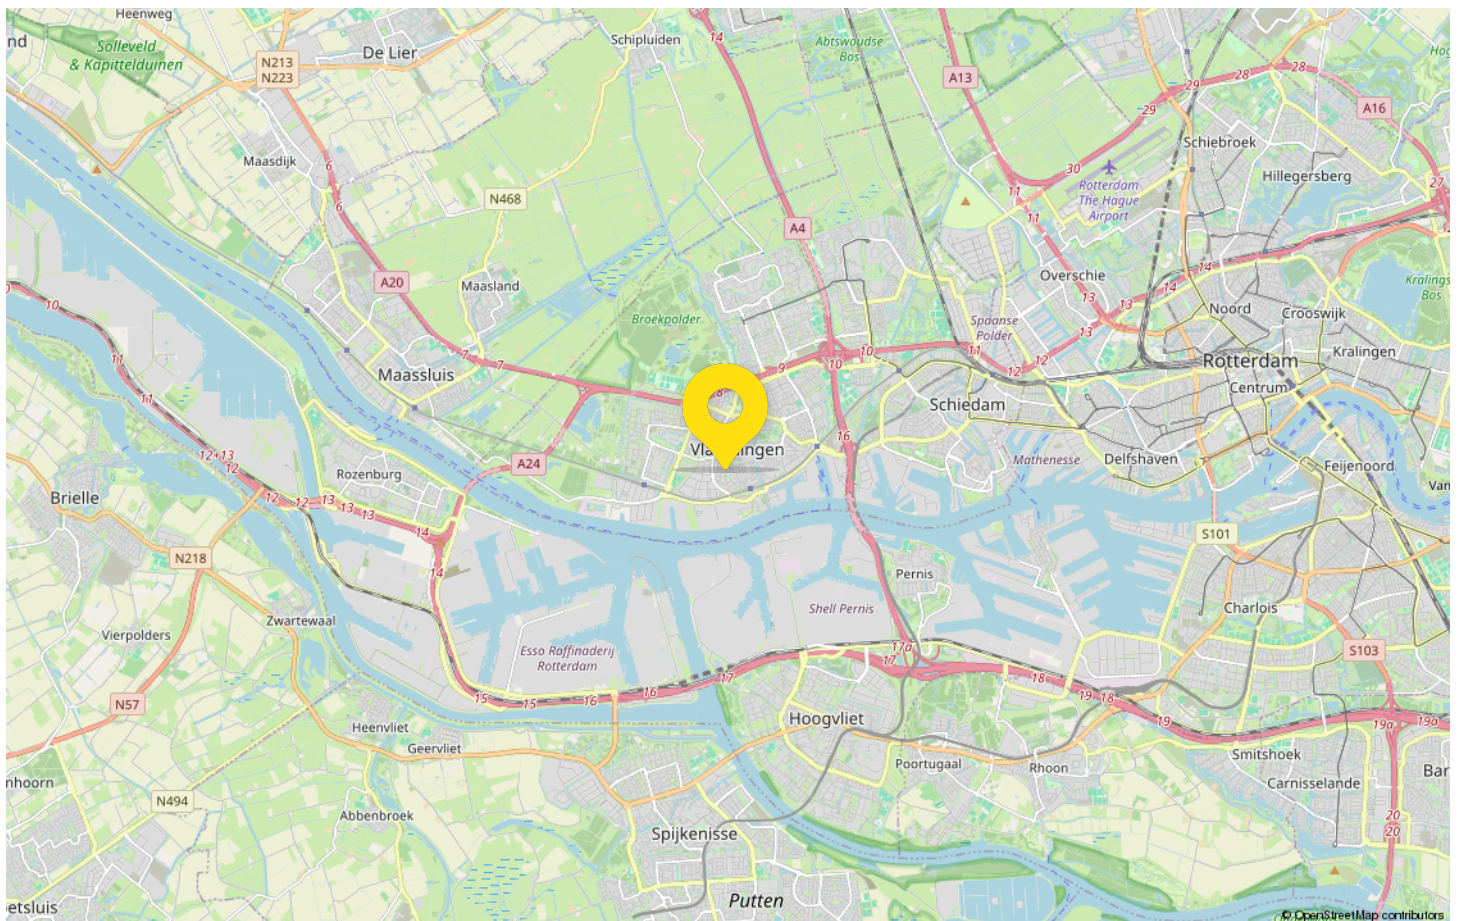 Heenweg
Schipluiden
14
Abtswoudse
Bos
Solleveld
& Kapittelduinen
De Lier
N213
N223
A13
29
28
28
A16
29
Maasdijk
6
Schiebroek
30
Rotterdam
The Hague
Airport
Hillegersberg
27
N468
6
11
11
A4
A20
Maasland
Overschie
14
14
13
13
Kralings
Bos
10
Broekpolder
Spaanse
Polder
Noord
Crooswijk
13
11
7
7
9
10
10
11
12
12
Rotterdam
Kralingen
Maassluis
8
Centrum
11
Schiedam
16
Vla
ingen
12+13
12
A24
Rozenburg
Mathenesse
Delfshaven
Feijenoord
Van
Brielle
12
12
13
13
14
S101
N218
14
Pernis
Shell Pernis
Charlois
Zwartewaal
Vierpolders
Esso Raffinaderij
Rotterdam
17a
17
S103
15
15
16
16
17
18
19
18
19
19a
19a
N57
Heenvliet
Geervliet
Hoogvliet
Poortugaal
Rhoon
Smitshoek
Carnisselande
Bar
nhoorn
N494
Abbenbroek
Spijkenisse
20
20
Putten
etsluis
© OpenStreetMap contributors